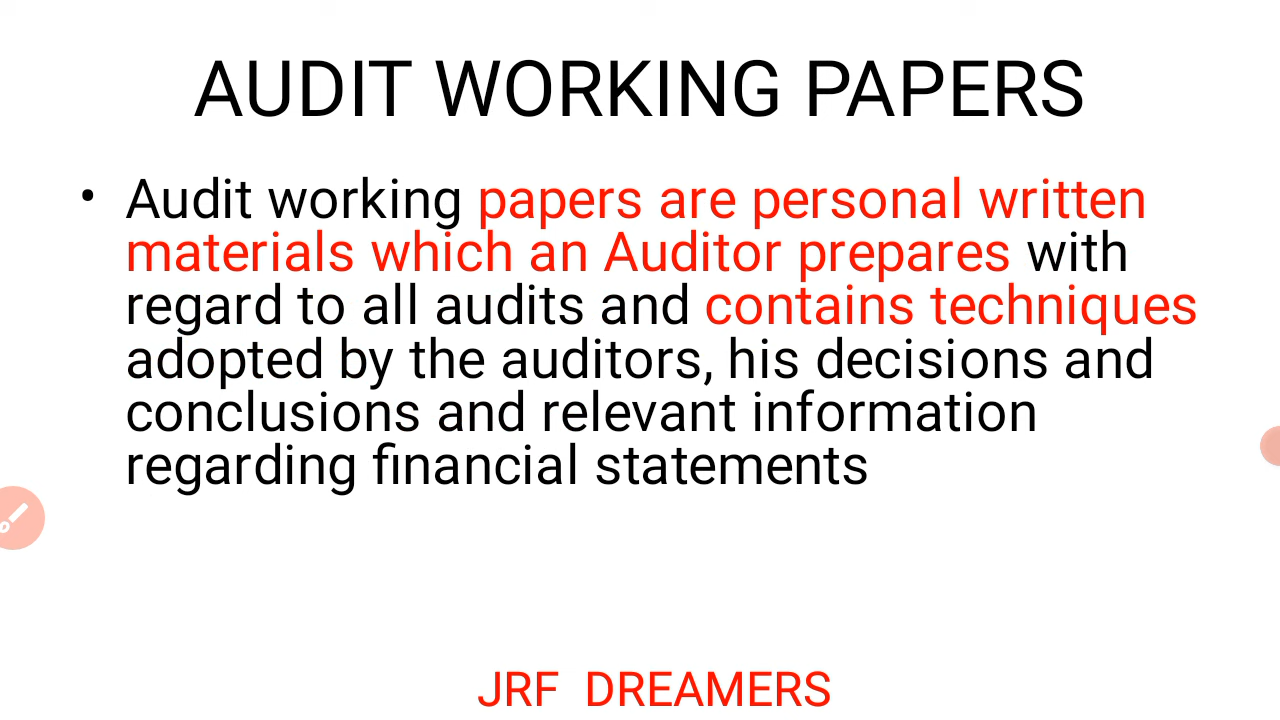 AUDIT WORKING PAPERS
• Audit working papers are personal written
materials which an Auditor prepares with
regard to all audits and contains techniques
adopted by the auditors, his decisions and
conclusions and relevant information
regarding financial statements
JRF DREAMERS